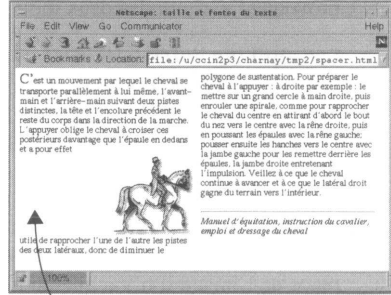 Netscape: taille et fontes du texte
File Edit View Go Communicator Help
Bookmarks & Location: file:/u/ccin2p3/charnay/tmp2/spacer.html
C'est un mouvement par lequel le cheval se
transporte parallèlement à lui même, l'avant-
main et l'arrière-main suivant deux pistes
distinctes, la tête et l'encolure précédent le
reste du corps dans la direction de la marche.
L'appuyer oblige le cheval à croiser ces
postérieurs davantage que l'épaule en dedans
et a pour effet
utile de rapprocher l'une de l'autre les pistes
des deux latéraux, donc de diminuer le
polygone de sustentation. Pour préparer le
cheval à l'appuyer : à droite par exemple : le
mettre sur un grand cercle à main droite, puis
enrouler une spirale, comme pour rapprocher
le cheval du centre en attirant d'abord le bout
du nez vers le centre avec la rêne droite, puis
en poussant les épaules avec la rêne gauche;
pousser ensuite les hanches vers le centre avec
la jambe gauche pour les remettre derrière les
épaules, la jambe droite entretenant
l'impulsion. Veillez à ce que le cheval
continue à avancer et à ce que le latéral droit
gagne du terrain vers l'intérieur.
Manuel d'équitation, instruction du cavalier,
emploi et dressage du cheval
100%